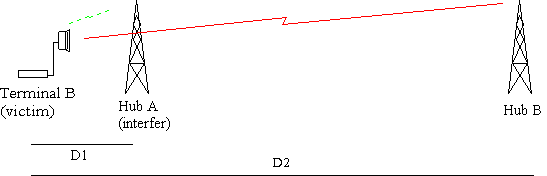 Terminal B
(victim)
Hub A
(interfer)
Hub B
D1
D2